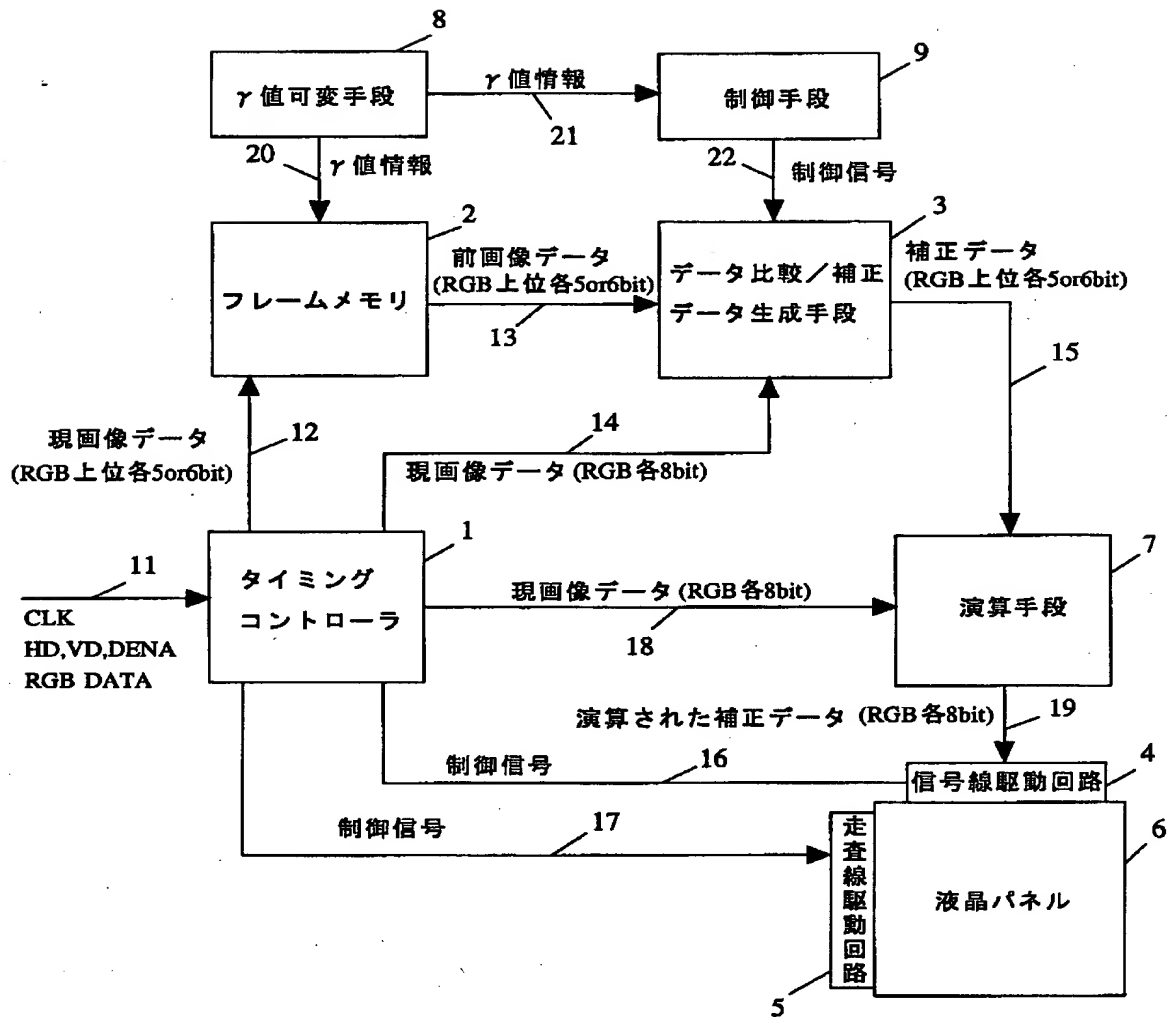 8
γ値可変手段
γ値情報
21
9
制御手段
20
γ値情報
22
制御信号
2
フレームメモリ
前画像データ
(RGB上位各5or6bit)
13
3
データ比較/補正
データ生成手段
補正データ
(RGB上位各5or6bit)
15
現画像データ
(RGB上位各5or6bit)
12
14
現画像データ(RGB各8bit)
11
CLK
HD,VD,DENA
RGB DATA
1
タイミング
コントローラ
現画像データ(RGB各8bit)
18
7
演算手段
演算された補正データ(RGB各8bit)
19
制御信号
16
信号線駆動回路
4
制御信号
17
走査線駆動回路
5
液晶パネル
6